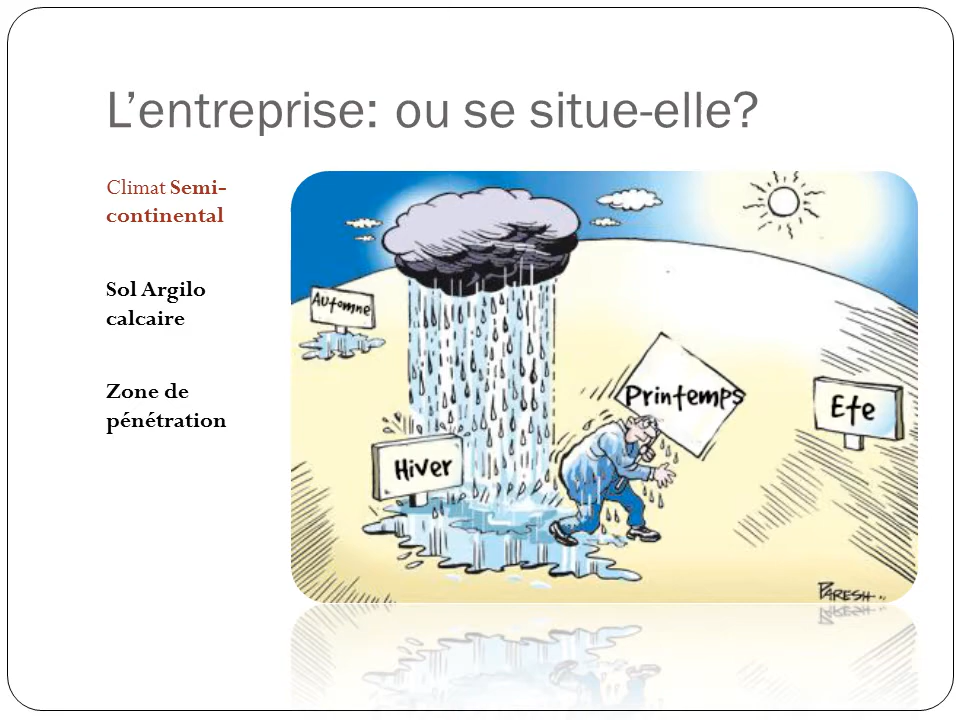 L’entreprise: ou se situe-elle?
Climat Semi-
continental
Sol Argilo
calcaire
Zone de
pénétration
Automne
Printemps
Ete
Hiver
PARESH